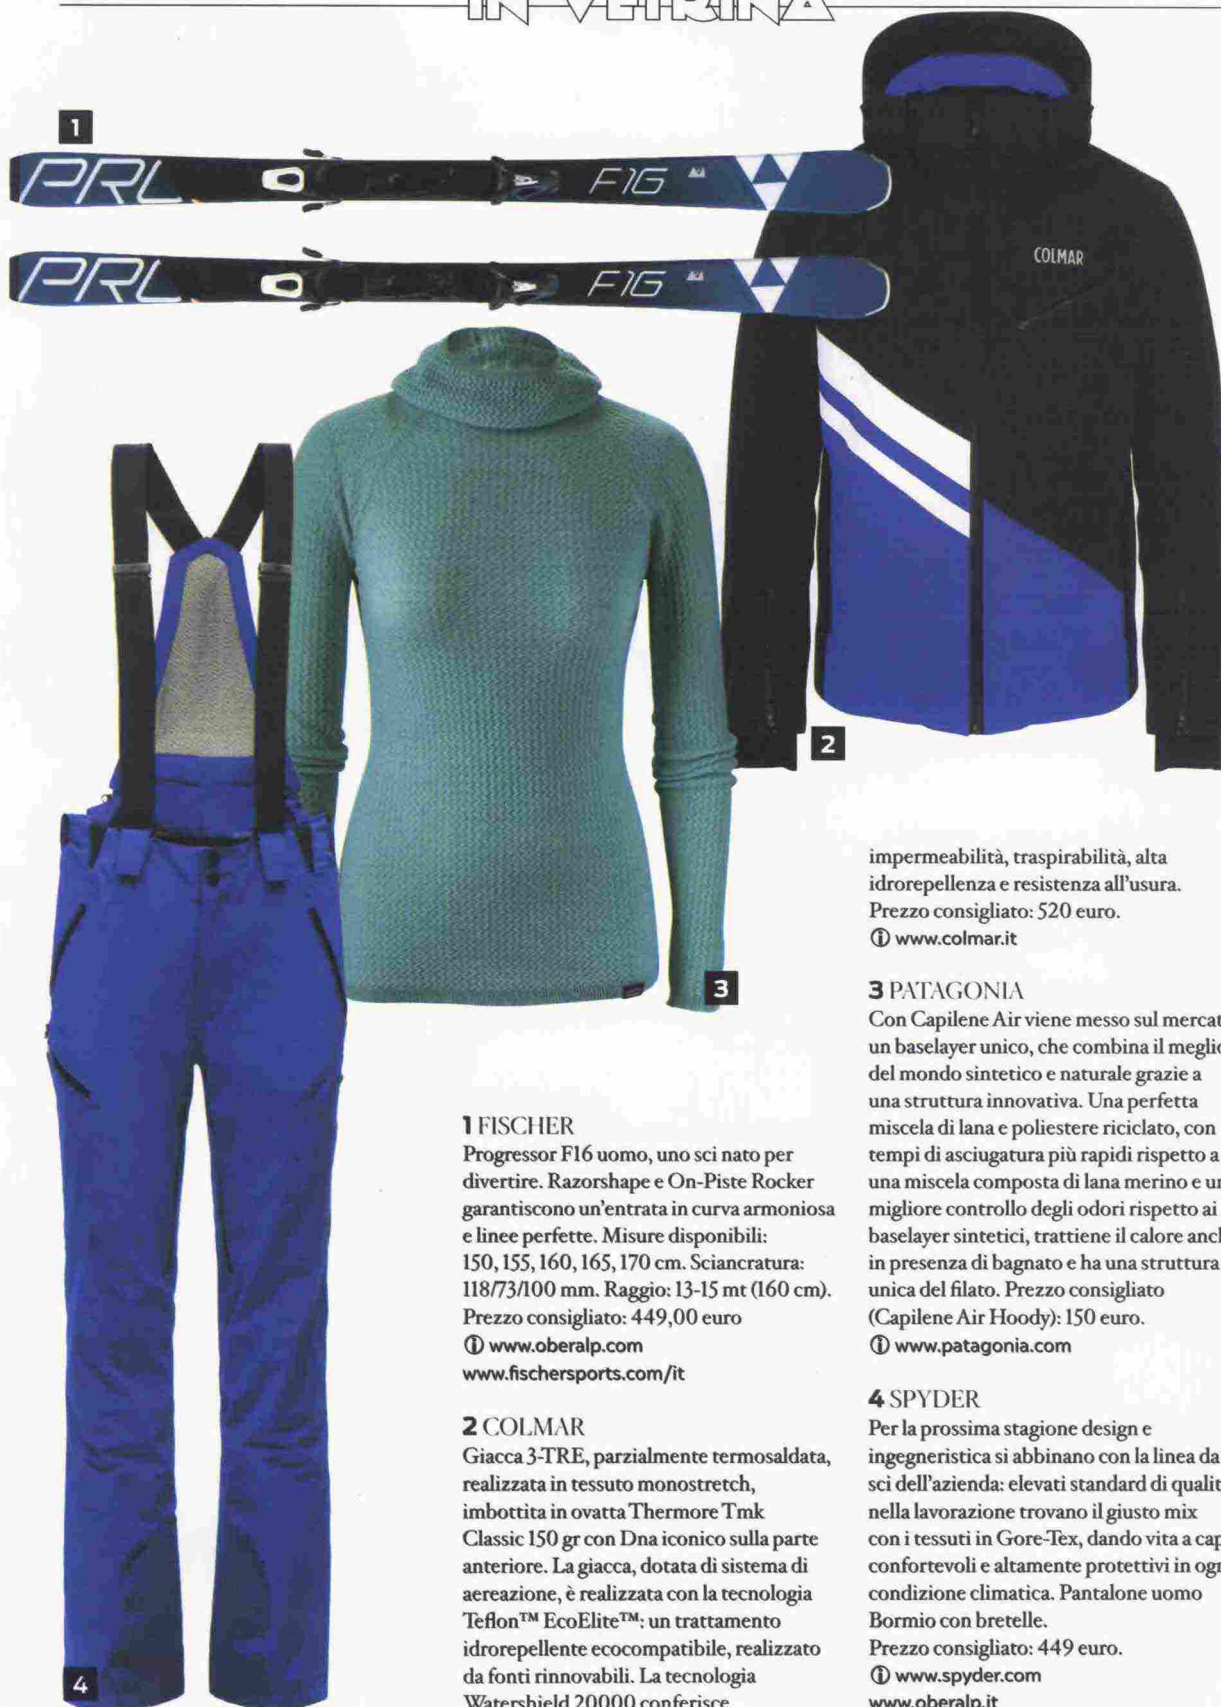 IN VETRINA
1
PRL F16
PRL F16
COLMAR
2
3
4
1 FISCHER
Progressor F16 uomo, uno sci nato per
divertire. Razorshape e On-Piste Rocker
garantiscono un'entrata in curva armoniosa
e linee perfette. Misure disponibili:
150, 155, 160, 165, 170 cm. Sciancratura:
118/73/100 mm. Raggio: 13-15 mt (160 cm).
Prezzo consigliato: 449,00 euro
ⓘ www.oberalp.com
www.fischersports.com/it
2 COLMAR
Giacca 3-TRE, parzialmente termosaldata,
realizzata in tessuto monostretch,
imbottita in ovatta Thermore Tmk
Classic 150 gr con Dna iconico sulla parte
anteriore. La giacca, dotata di sistema di
aereazione, è realizzata con la tecnologia
Teflon™ EcoElite™: un trattamento
idrorepellente ecocompatibile, realizzato
da fonti rinnovabili. La tecnologia
Watershield 20000 conferisce
impermeabilità, traspirabilità, alta
idrorepellenza e resistenza all'usura.
Prezzo consigliato: 520 euro.
ⓘ www.colmar.it
3 PATAGONIA
Con Capilene Air viene messo sul mercat
un baselayer unico, che combina il meglio
del mondo sintetico e naturale grazie a
una struttura innovativa. Una perfetta
miscela di lana e poliestere riciclato, con
tempi di asciugatura più rapidi rispetto a
una miscela composta di lana merino e un
migliore controllo degli odori rispetto ai
baselayer sintetici, trattiene il calore anch
in presenza di bagnato e ha una struttura
unica del filato. Prezzo consigliato
(Capilene Air Hoody): 150 euro.
ⓘ www.patagonia.com
4 SPYDER
Per la prossima stagione design e
ingegneristica si abbinano con la linea da
sci dell'azienda: elevati standard di qualit
nella lavorazione trovano il giusto mix
con i tessuti in Gore-Tex, dando vita a cap
confortevoli e altamente protettivi in ogn
condizione climatica. Pantalone uomo
Bormio con bretelle.
Prezzo consigliato: 449 euro.
ⓘ www.spyder.com
www.oberalp.it